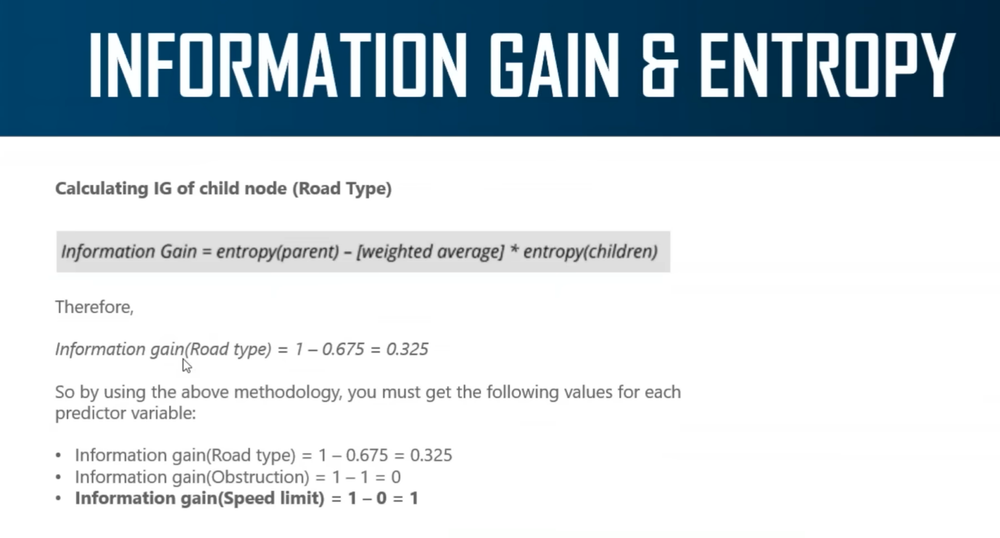 INFORMATION GAIN & ENTROPY
Calculating IG of child node (Road Type)
Information Gain = entropy(parent) – [weighted average] * entropy(children)
Therefore,
Information gain(Road type) = 1 – 0.675 = 0.325
So by using the above methodology, you must get the following values for each
predictor variable:
• Information gain(Road type) = 1 – 0.675 = 0.325
• Information gain(Obstruction) = 1 – 1 = 0
• Information gain(Speed limit) = 1 – 0 = 1